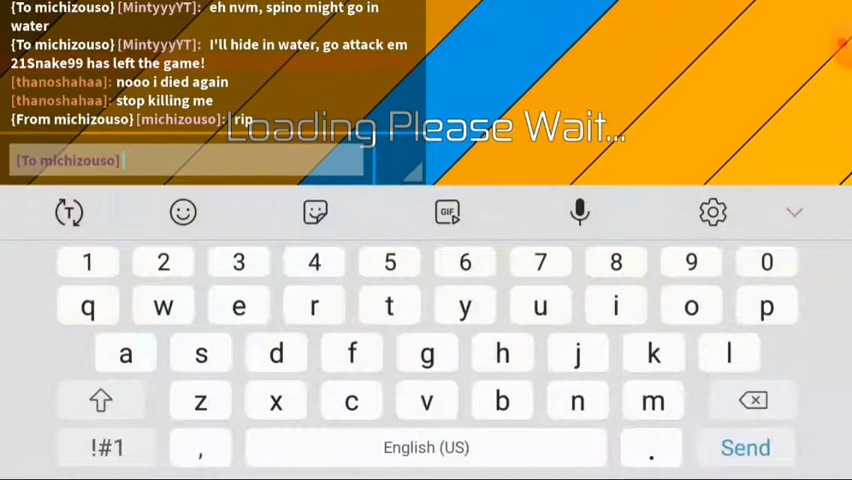 {To michizouso} [MintyyyYT]: eh nvm, spino might go in
water
{To michizouso} [MintyyyYT]: I'll hide in water, go attack em
21Snake99 has left the game!
[thanoshahaa]: nooo i died again
[thanoshahaa]: stop killing me
{From michizouso} [michizouso]: rip
Loading Please Wait...
[To michizouso]
T
GIF
1 2 3 4 5 6 7 8 9 0
q w e r t y u i o p
a s d f g h j k l
z x c v b n m
!#1 , English (US) . Send